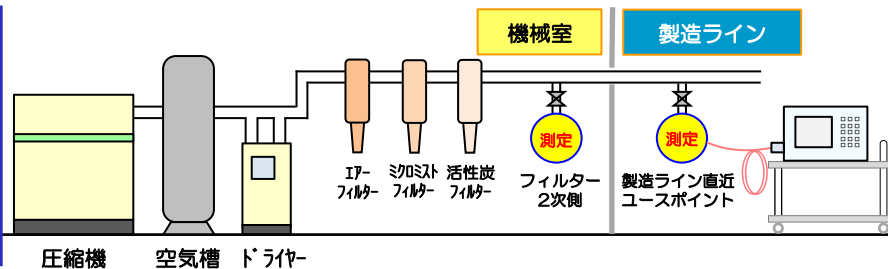 機械室
製造ライン
測定
測定
ｴｱｰ
ﾌｨﾙﾀｰ
ﾐｸﾛﾐｽﾄ
ﾌｨﾙﾀｰ
活性炭
ﾌｨﾙﾀｰ
フィルター
2次側
製造ライン直近
ユースポイント
圧縮機
空気槽
ﾄﾞﾗｲﾔｰ